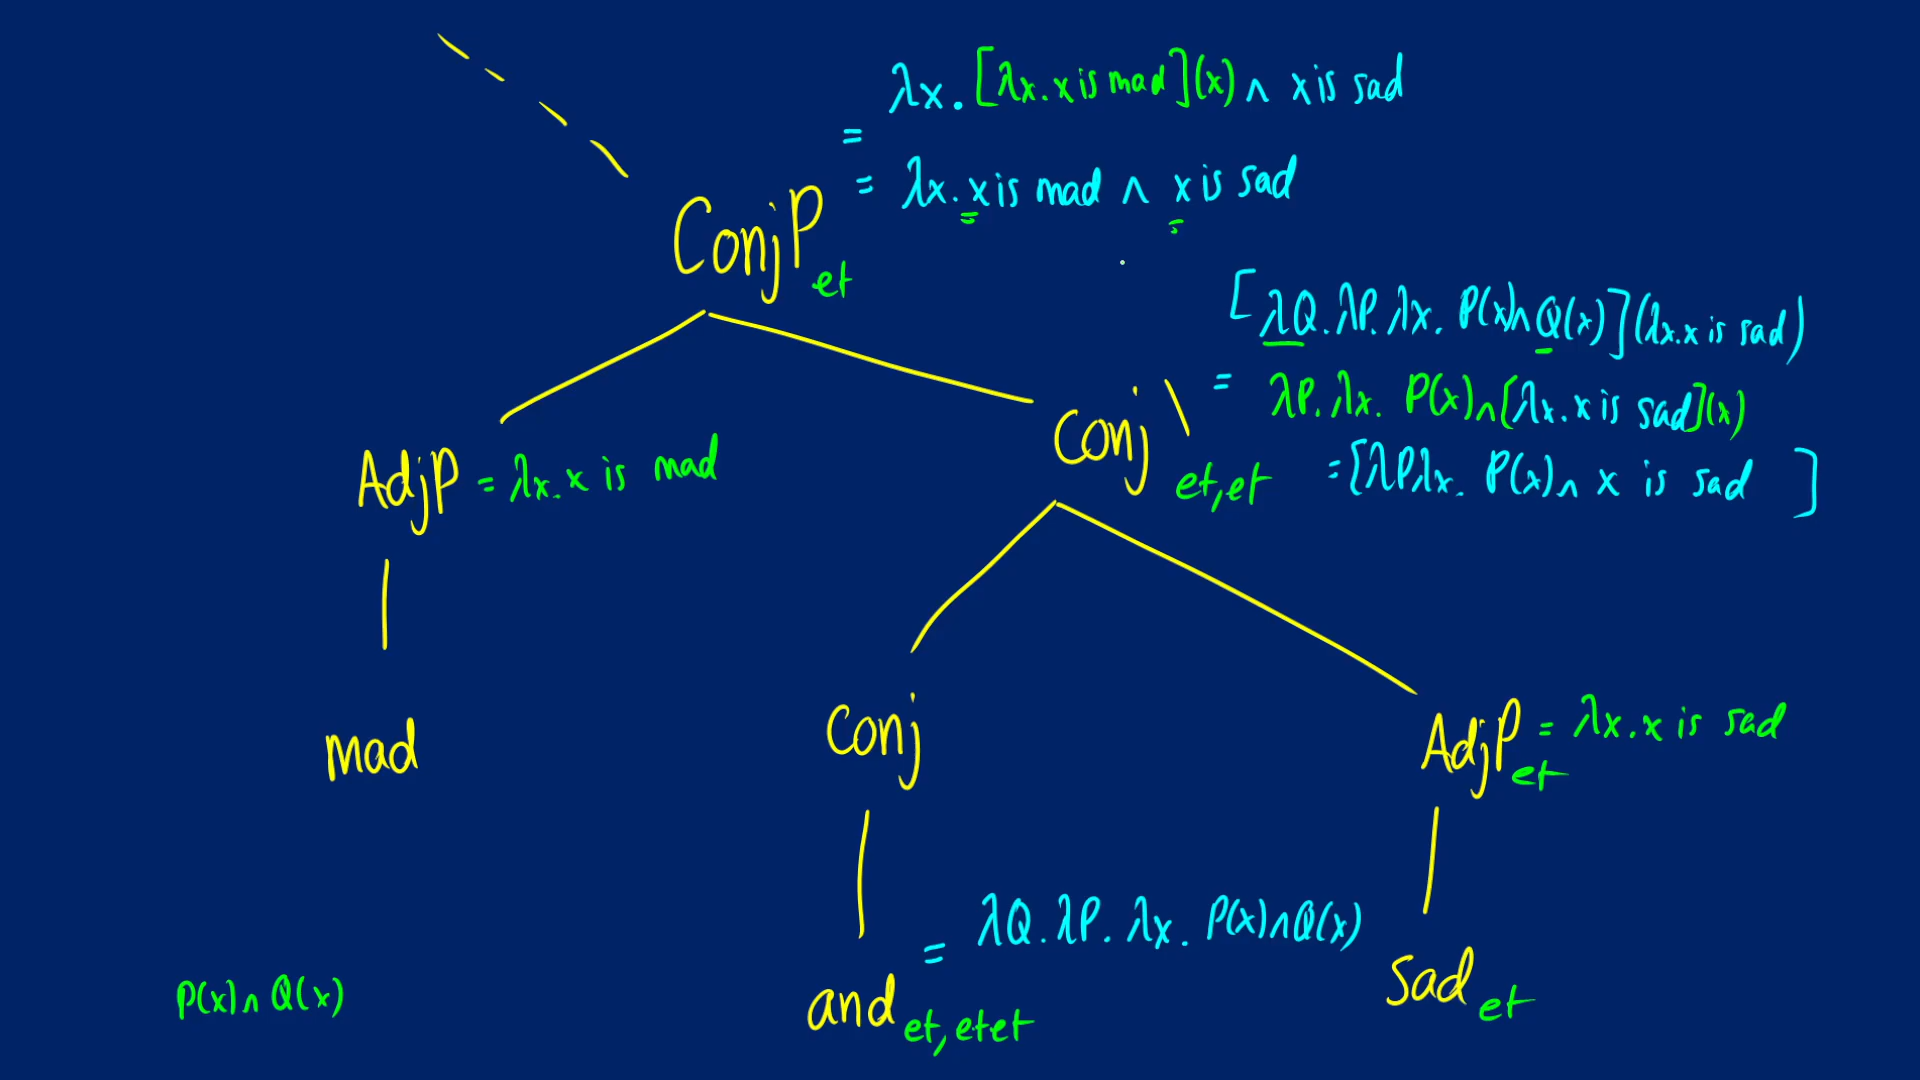 λx. [λx. x is mad](x) ∧ x is sad
=
= λx. x is mad ∧ x is sad
ConjP et
[λQ. λP. λx. P(x) ∧ Q(x)](λx. x is sad)
= λP. λx. P(x) ∧ [λx. x is sad](x)
Conj' et,et
= [λPλx. P(x) ∧ x is sad ]
AdjP = λx. x is mad
mad
Conj
AdjP et = λx. x is sad
and et,etet = λQ. λP. λx. P(x) ∧ Q(x)
sad et
P(x) ∧ Q(x)